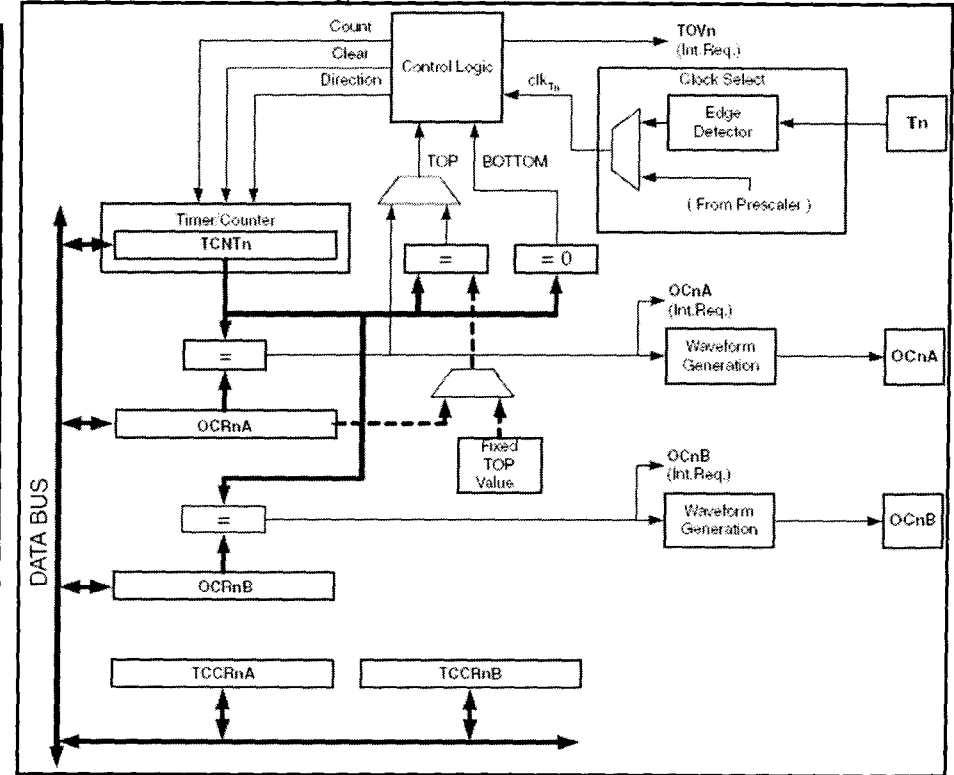 Count
Clear
Direction
Control Logic
TOVn
(Int.Req.)
clkTn
Clock Select
Edge
Detector
Tn
( From Prescaler )
TOP
BOTTOM
Timer/Counter
TCNTn
=
= 0
=
OCnA
(Int.Req.)
Waveform
Generation
OCnA
OCRnA
Fixed
TOP
Value
OCnB
(Int.Req.)
=
Waveform
Generation
OCnB
DATA BUS
OCRnB
TCCRnA
TCCRnB